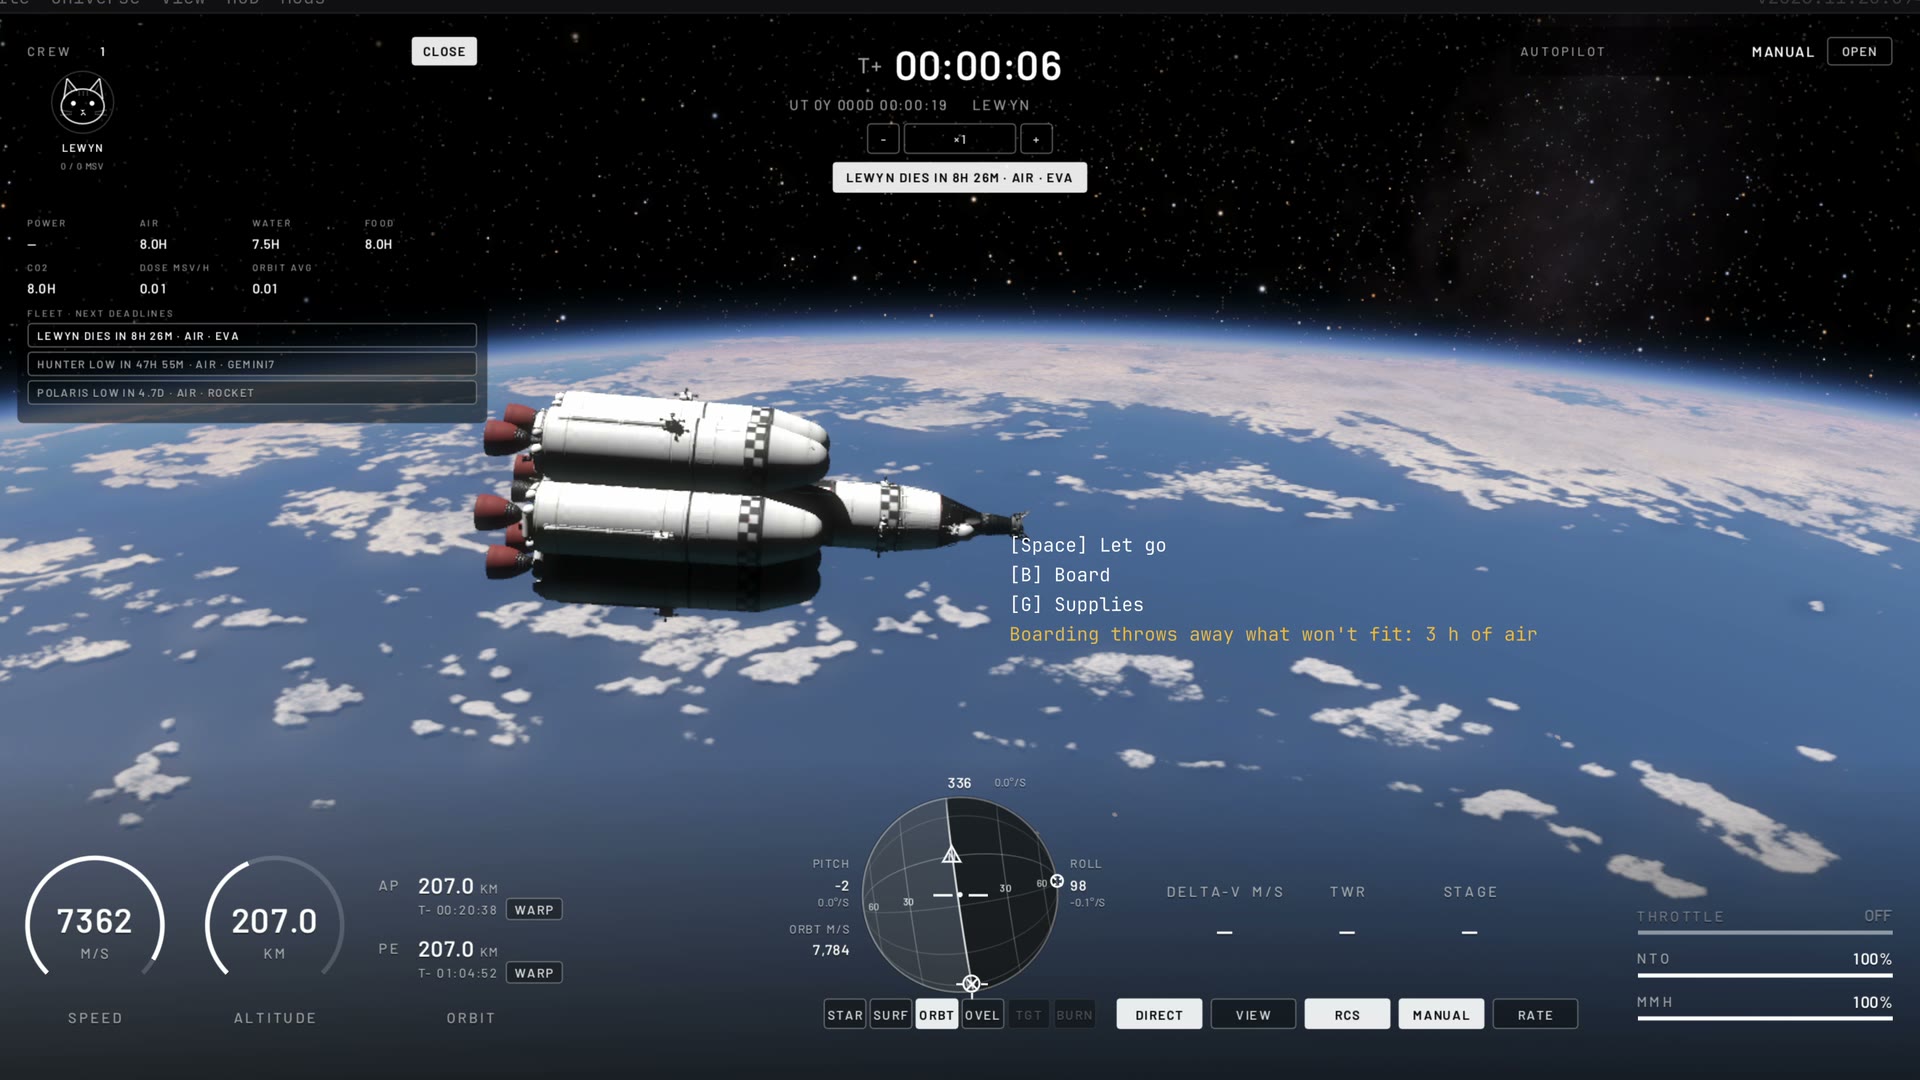 CREW 1
CLOSE
LEWYN
0 / 0 MSV
POWER AIR WATER FOOD
— 8.0H 7.5H 8.0H
CO2 DOSE MSV/H ORBIT AVG
8.0H 0.01 0.01
FLEET · NEXT DEADLINES
LEWYN DIES IN 8H 26M · AIR · EVA
HUNTER LOW IN 47H 55M · AIR · GEMINI7
POLARIS LOW IN 4.7D · AIR · ROCKET
T+ 00:00:06
UT 0Y 000D 00:00:19 LEWYN
- ×1 +
LEWYN DIES IN 8H 26M · AIR · EVA
AUTOPILOT MANUAL OPEN
[Space] Let go
[B] Board
[G] Supplies
Boarding throws away what won't fit: 3 h of air
7362
M/S
SPEED
207.0
KM
ALTITUDE
AP 207.0 KM
T- 00:20:38 WARP
PE 207.0 KM
T- 01:04:52 WARP
ORBIT
336 0.0°/S
PITCH
-2
0.0°/S
ORBT M/S
7,784
60 30 30 60
ROLL
98
-0.1°/S
STAR SURF ORBT OVEL TGT BURN
DIRECT VIEW RCS MANUAL RATE
DELTA-V M/S TWR STAGE
— — —
THROTTLE OFF
NTO 100%
MMH 100%